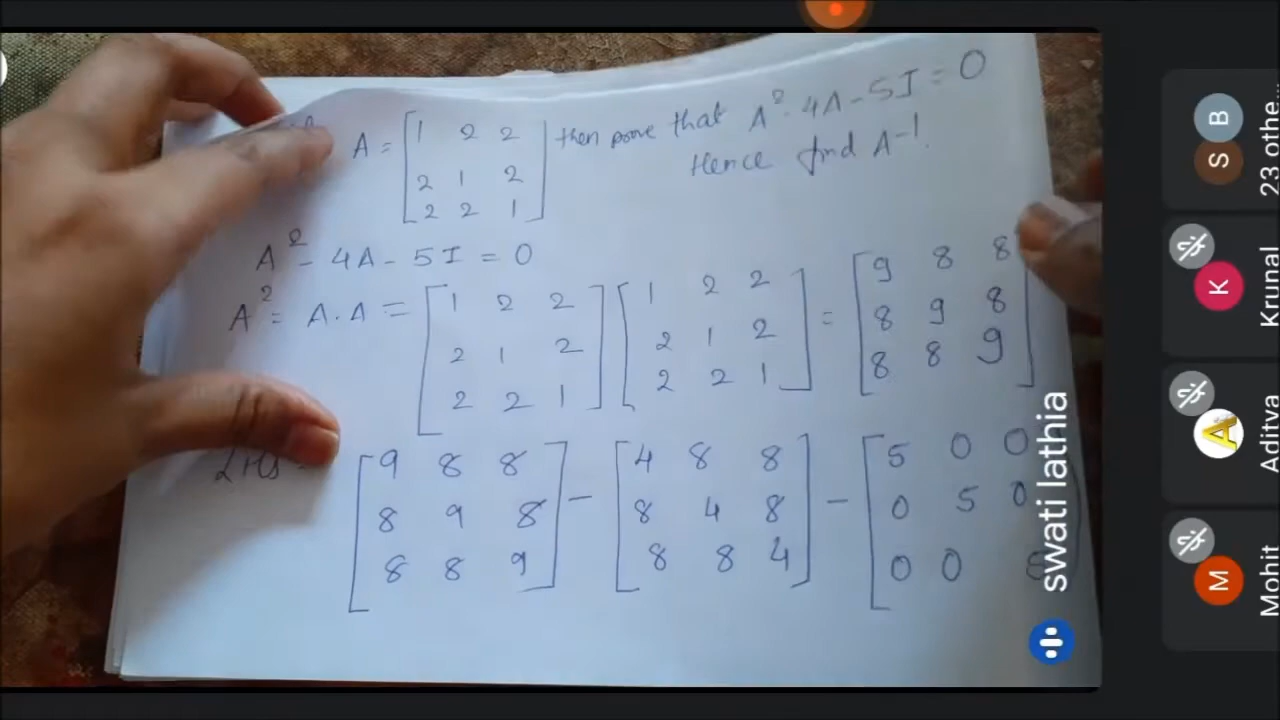 A = [1 2 2 then prove that A² - 4A - 5I = 0
2 1 2 Hence find A-1.
2 2 1]
A² - 4A - 5I = 0
A² = A.A = [1 2 2] [1 2 2] = [9 8 8]
2 1 2 2 1 2 8 9 8
2 2 1 2 2 1 8 8 9
LHS = [9 8 8] - [4 8 8] - [5 0 0
8 9 8 8 4 8 0 5 0
8 8 9 8 8 4 0 0
swati lathia
B
S
23 othe...
K
Krunal
A
Aditya
M
Mohit